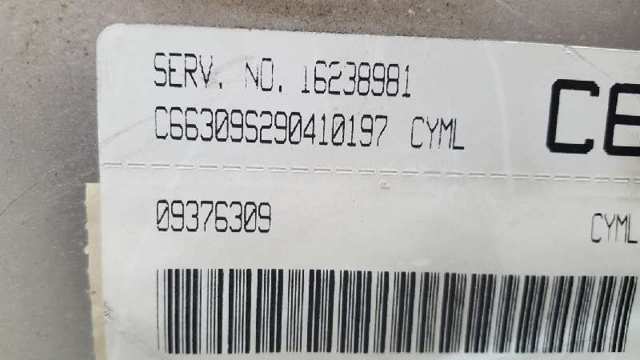 SERV. NO. 16238981
C66309S290410197 CYML
CE
09376309 CYML